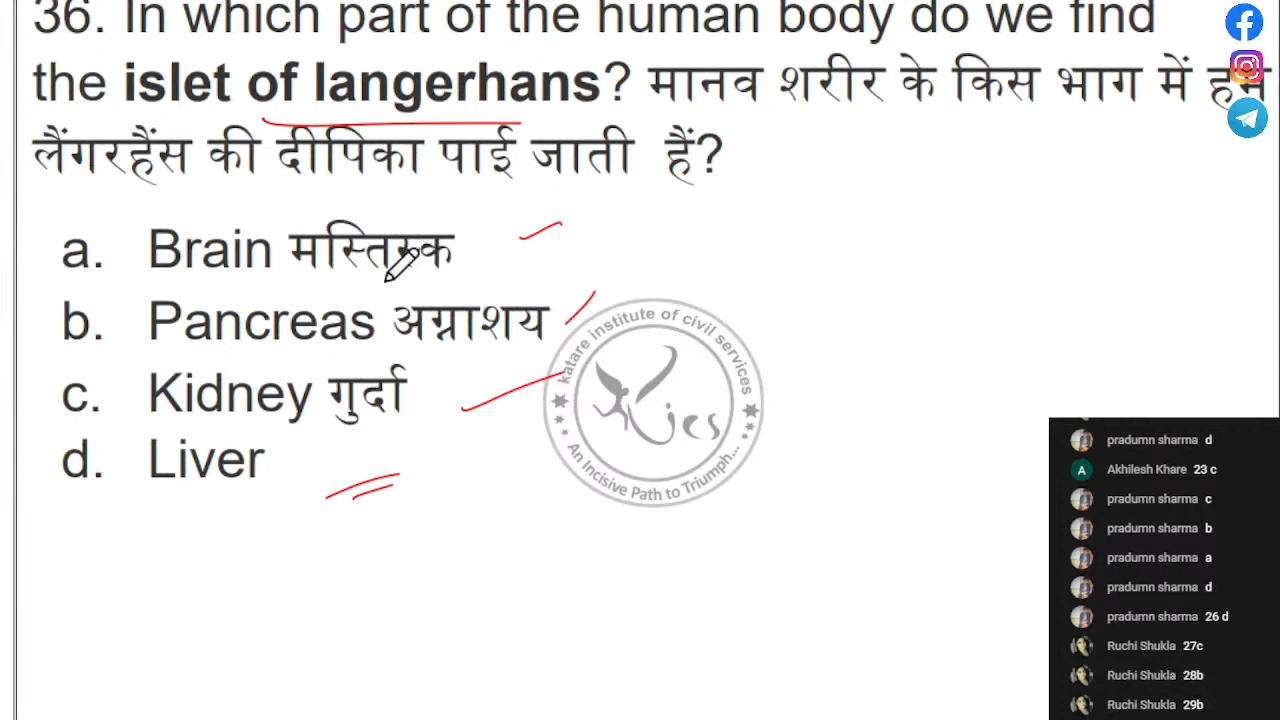 36. In which part of the human body do we find
the islet of langerhans? मानव शरीर के किस भाग में हम
लैंगरहैंस की दीपिका पाई जाती हैं?
a. Brain मस्तिष्क
b. Pancreas अग्नाशय
c. Kidney गुर्दा
d. Liver
katare institute of civil services
kics
An Incisive Path to Triumph...
pradumn sharma d
A Akhilesh Khare 23 c
pradumn sharma c
pradumn sharma b
pradumn sharma a
pradumn sharma d
pradumn sharma 26 d
Ruchi Shukla 27c
Ruchi Shukla 28b
Ruchi Shukla 29b